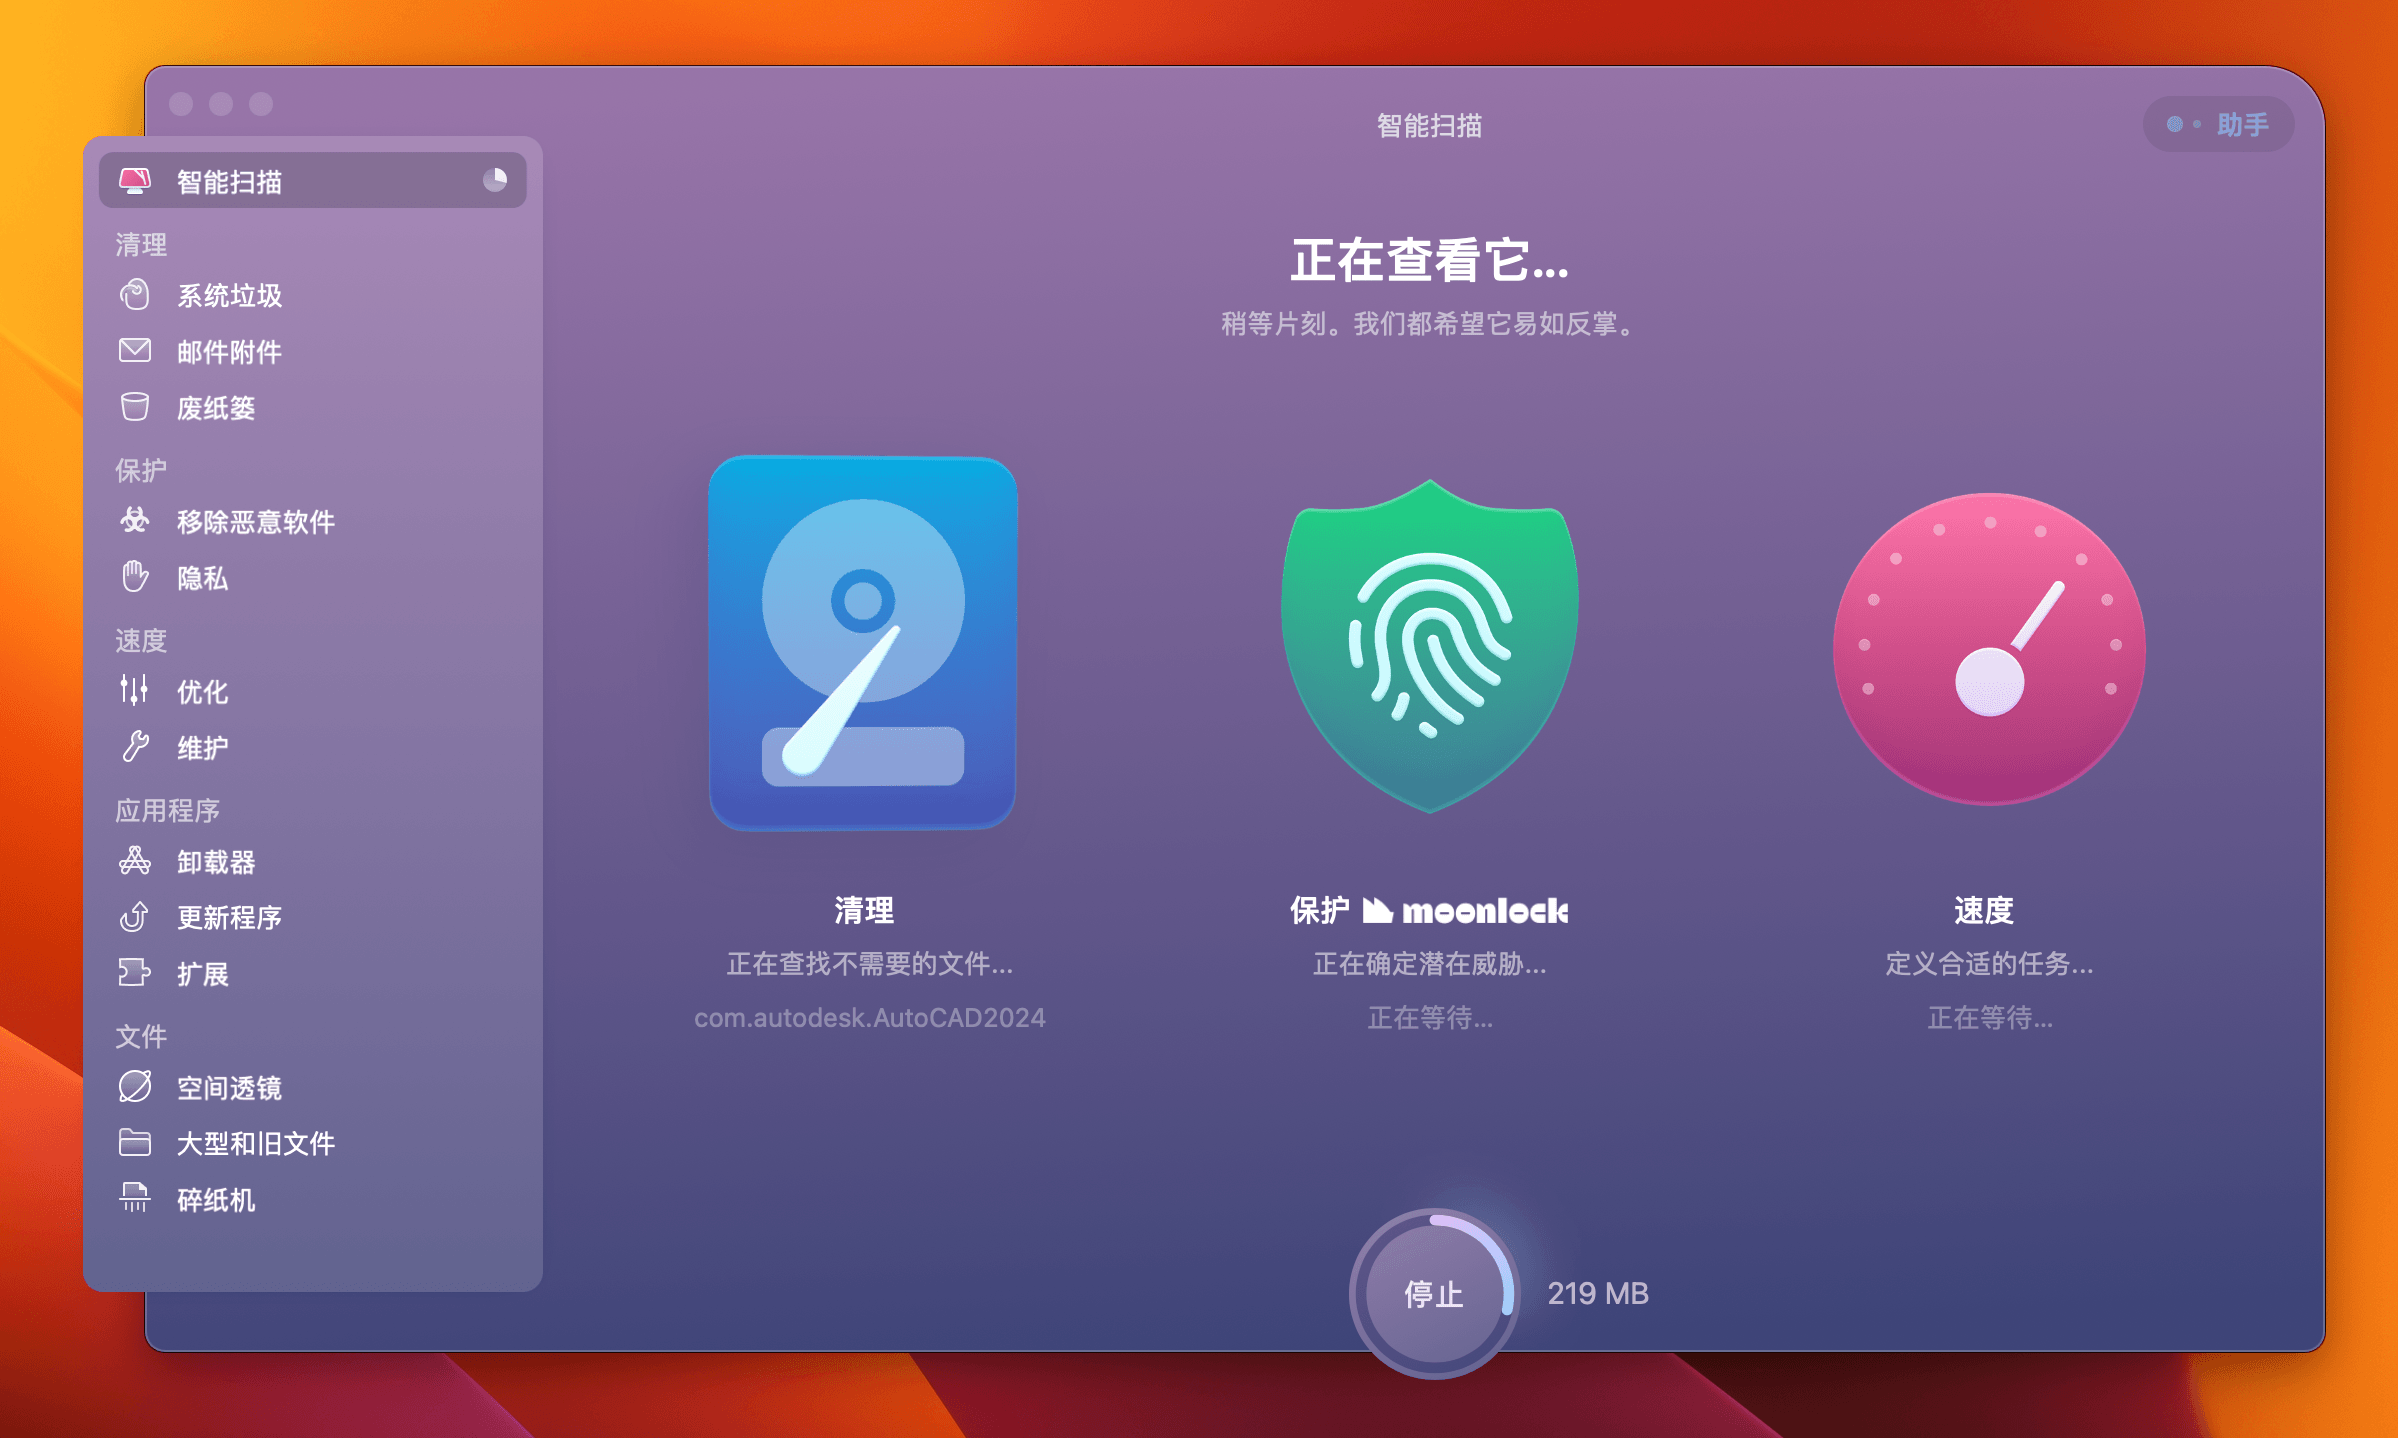 智能扫描
助手
智能扫描
清理
系统垃圾
邮件附件
废纸篓
保护
移除恶意软件
隐私
速度
优化
维护
应用程序
卸载器
更新程序
扩展
文件
空间透镜
大型和旧文件
碎纸机
正在查看它...
稍等片刻。我们都希望它易如反掌。
清理
正在查找不需要的文件...
com.autodesk.AutoCAD2024
保护 moonlock
正在确定潜在威胁...
正在等待...
速度
定义合适的任务...
正在等待...
停止
219 MB